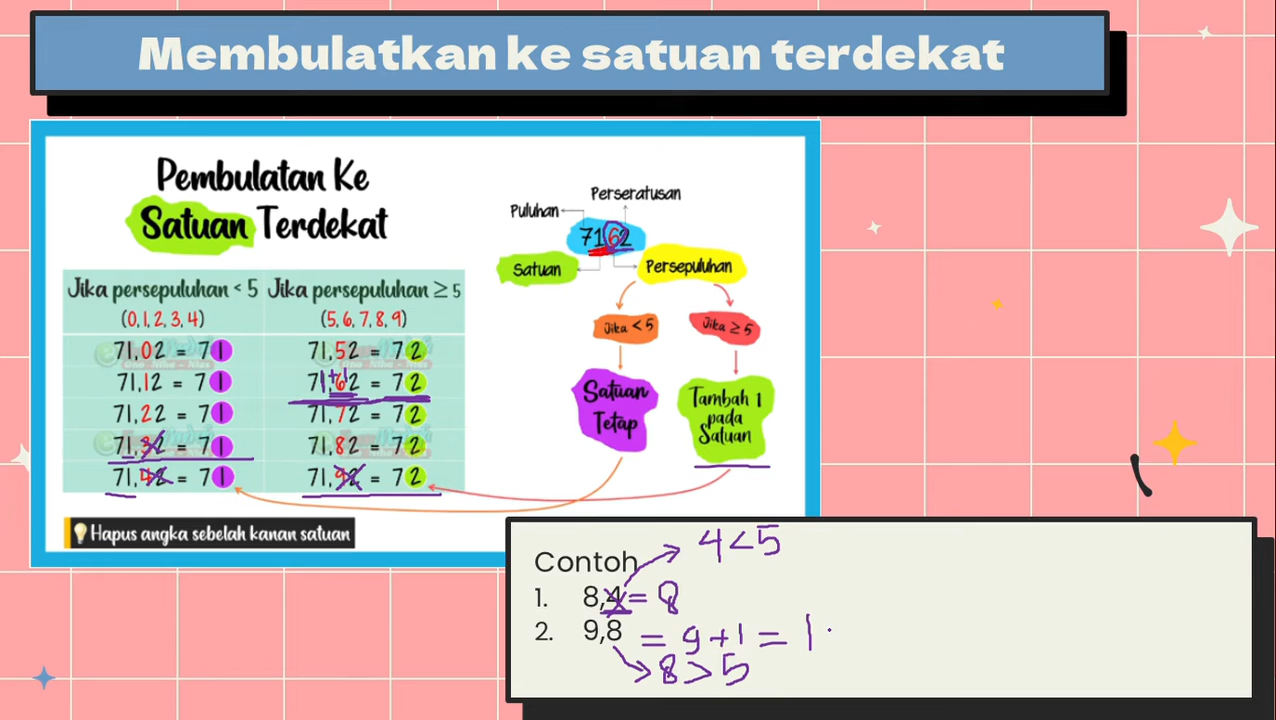 Membulatkan ke satuan terdekat
Pembulatan Ke
Satuan Terdekat
Perseratusan
Puluhan
7162
Satuan
Persepuluhan
Jika < 5
Jika ≥ 5
Satuan
Tetap
Tambah 1
pada
Satuan
Jika persepuluhan < 5
(0, 1, 2, 3, 4)
71,02 = 71
71,12 = 71
71,22 = 71
71,32 = 71
71,42 = 71
Jika persepuluhan ≥ 5
(5, 6, 7, 8, 9)
71,52 = 72
71,62 = 72
71,72 = 72
71,82 = 72
71,92 = 72
Hapus angka sebelah kanan satuan
Contoh
4<5
1. 8,4 = 8
2. 9,8 = 9+1 = 1
8>5